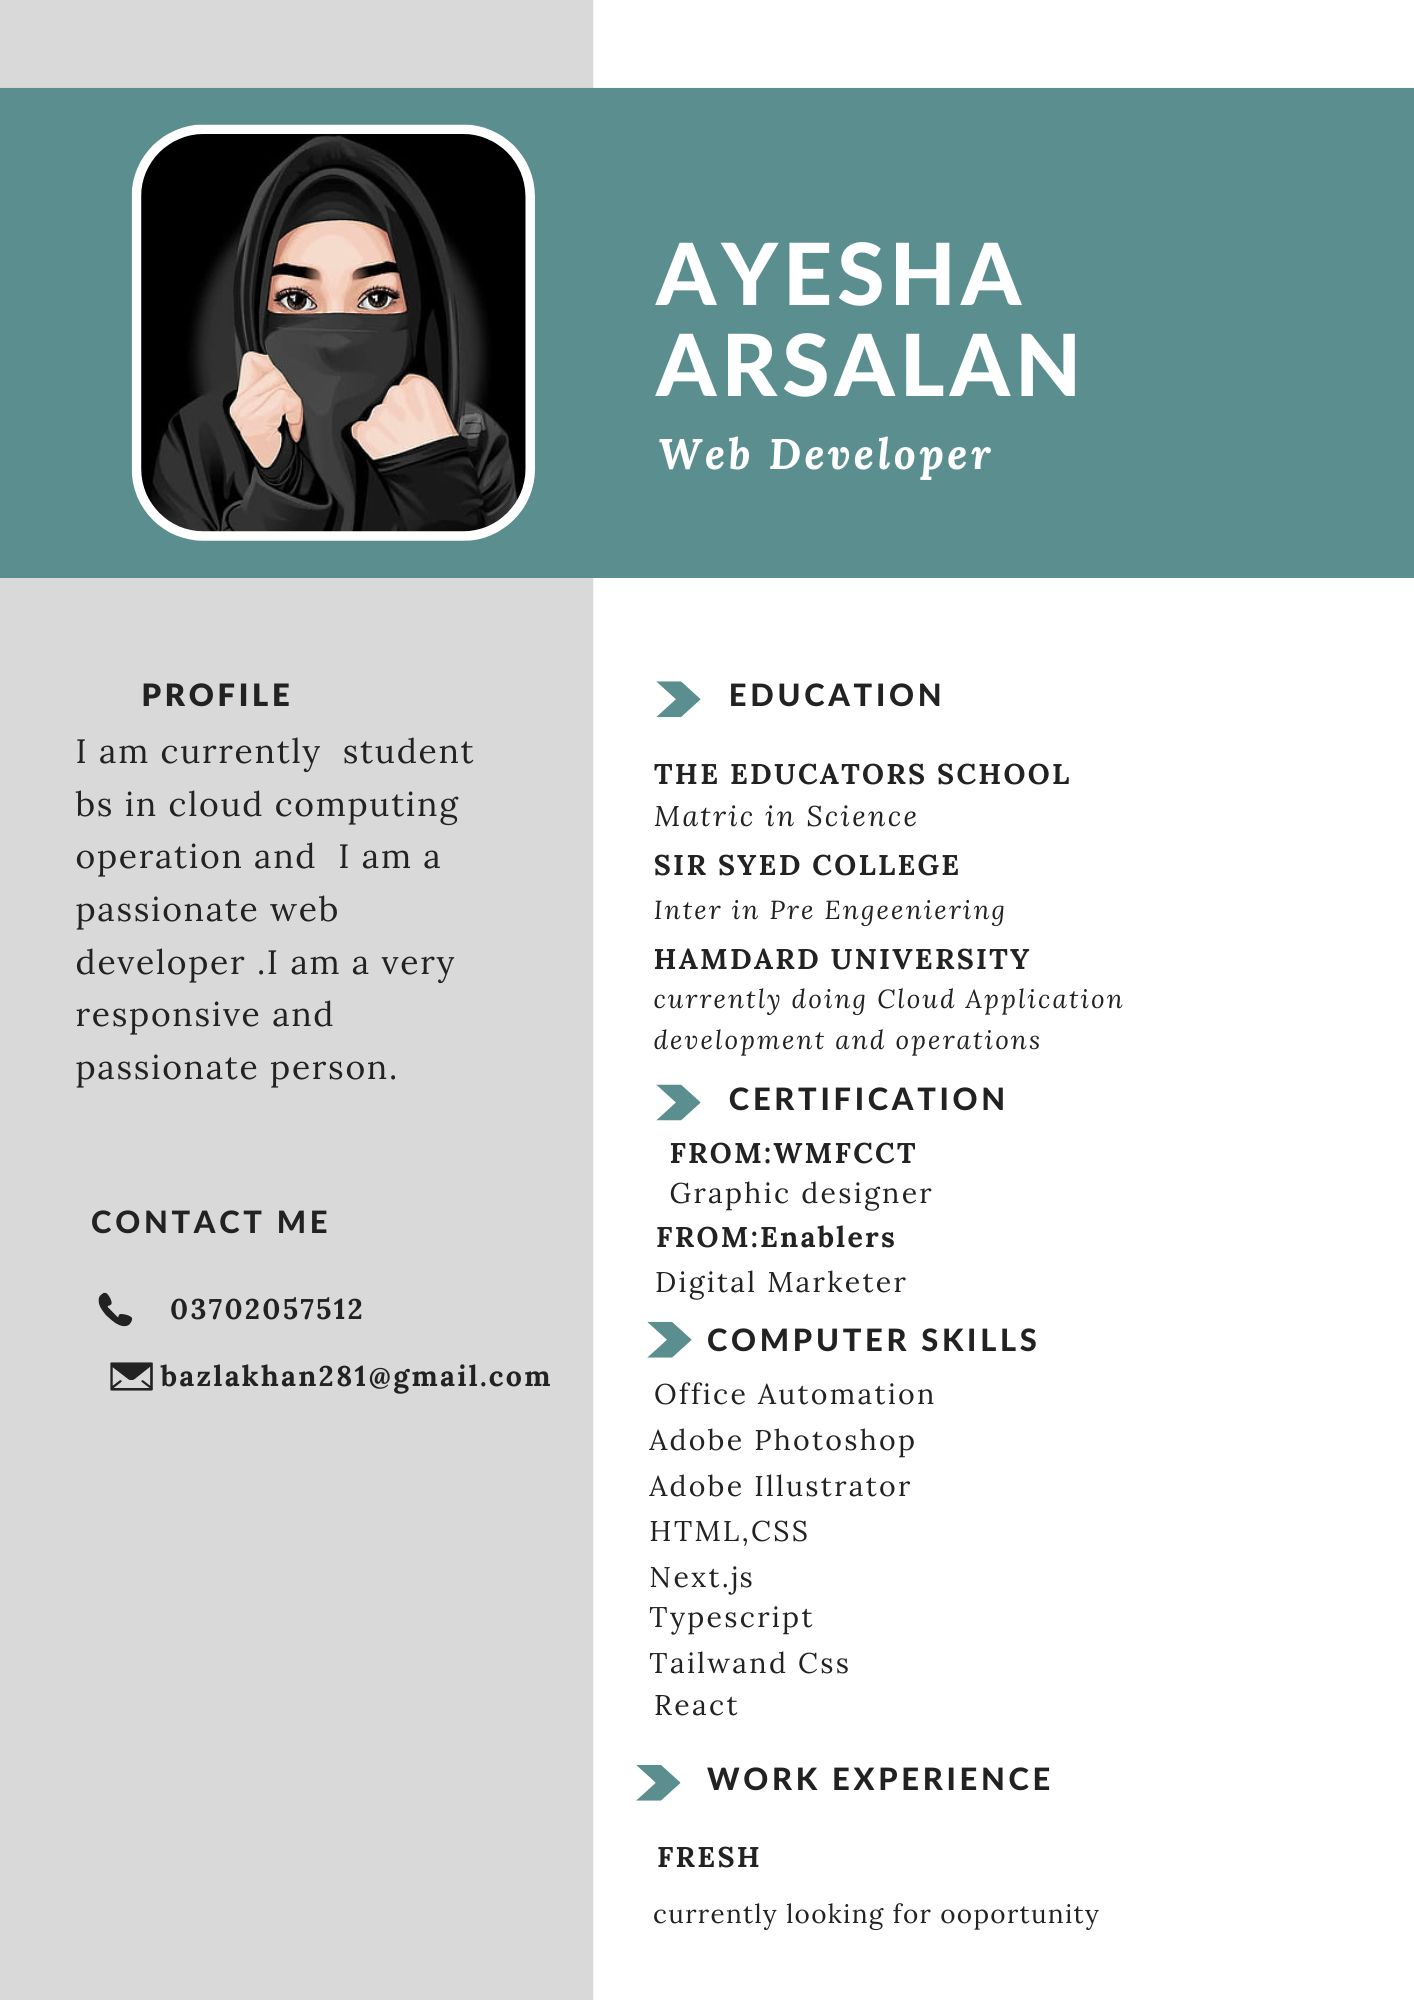 AYESHA
ARSALAN
Web Developer
PROFILE
I am currently  student
bs in cloud computing
operation and  I am a
passionate web
developer .I am a very
responsive and
passionate person.
CONTACT ME
03702057512
bazlakhan281@gmail.com
EDUCATION
THE EDUCATORS SCHOOL
Matric in Science
SIR SYED COLLEGE
Inter in Pre Engeeniering
HAMDARD UNIVERSITY
currently doing Cloud Application
development and operations
CERTIFICATION
FROM:WMFCCT
Graphic designer
FROM:Enablers
Digital Marketer
COMPUTER SKILLS
Office Automation
Adobe Photoshop
Adobe Illustrator
HTML,CSS
Next.js
Typescript
Tailwand Css
React
WORK EXPERIENCE
FRESH
currently looking for ooportunity